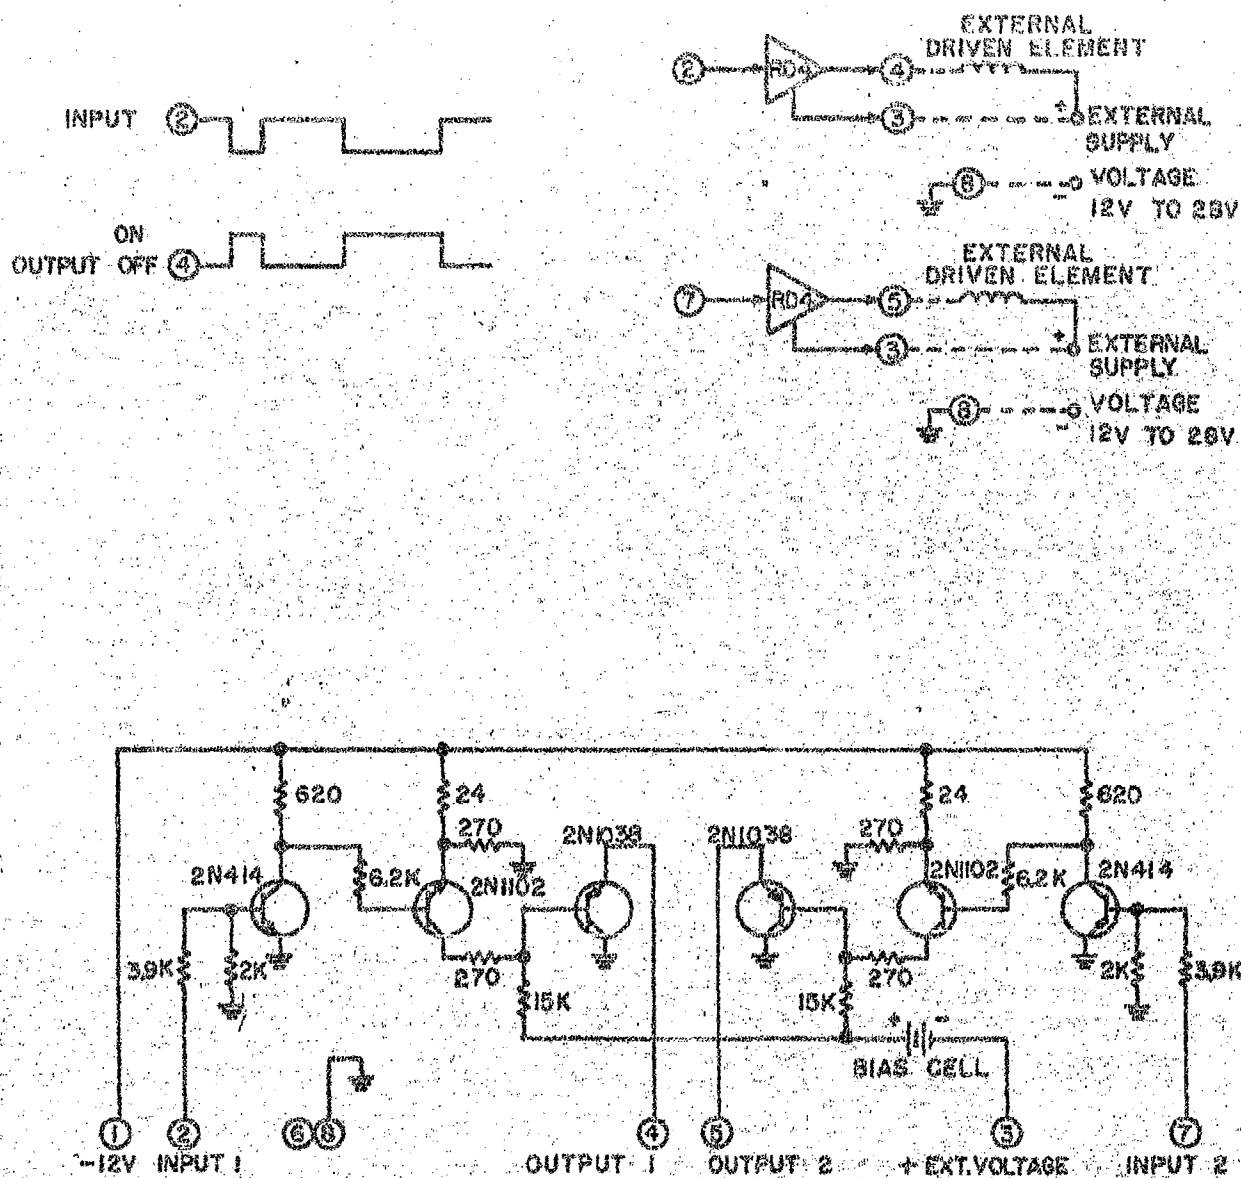 EXTERNAL
DRIVEN ELEMENT
2 RD4 4
INPUT 2
3 + EXTERNAL
SUPPLY
8 VOLTAGE
- 12V TO 28V
ON
OUTPUT OFF 4
EXTERNAL
DRIVEN ELEMENT
7 RD4 5
3 + EXTERNAL
SUPPLY
8 VOLTAGE
- 12V TO 28V
620 24 24 620
270 2N1038 2N1038 270
2N414 6.2K 2N1102 2N1102 6.2K 2N414
3.9K 2K 270 270 2K 3.9K
15K 15K
+ -
BIAS CELL
1 2 6 8 4 5 3 7
-12V INPUT 1 OUTPUT 1 OUTPUT 2 + EXT. VOLTAGE INPUT 2